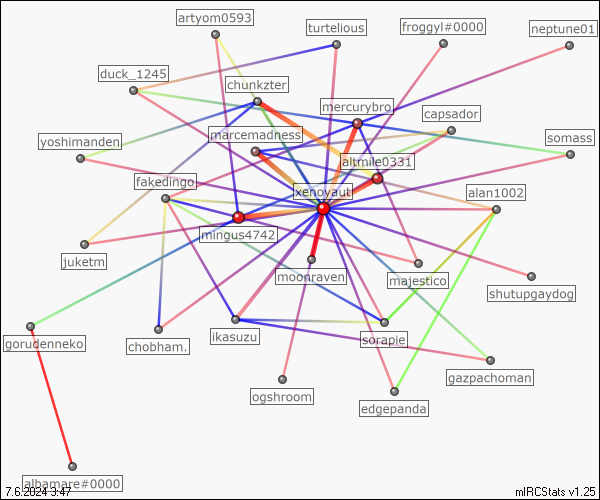 artyom0593
turtelious
froggyl#0000
neptune01
duck_1245
chunkzter
mercurybro
capsador
yoshimanden
marcemadness
somass
altmile0331
fakedingo
xenoyaut
alan1002
mingus4742
juketm
moonraven
majestico
shutupgaydog
gorudenneko
chobham.
ikasuzu
sorapie
gazpachoman
ogshroom
edgepanda
albamare#0000
7.6.2024 3:47
mIRCStats v1.25